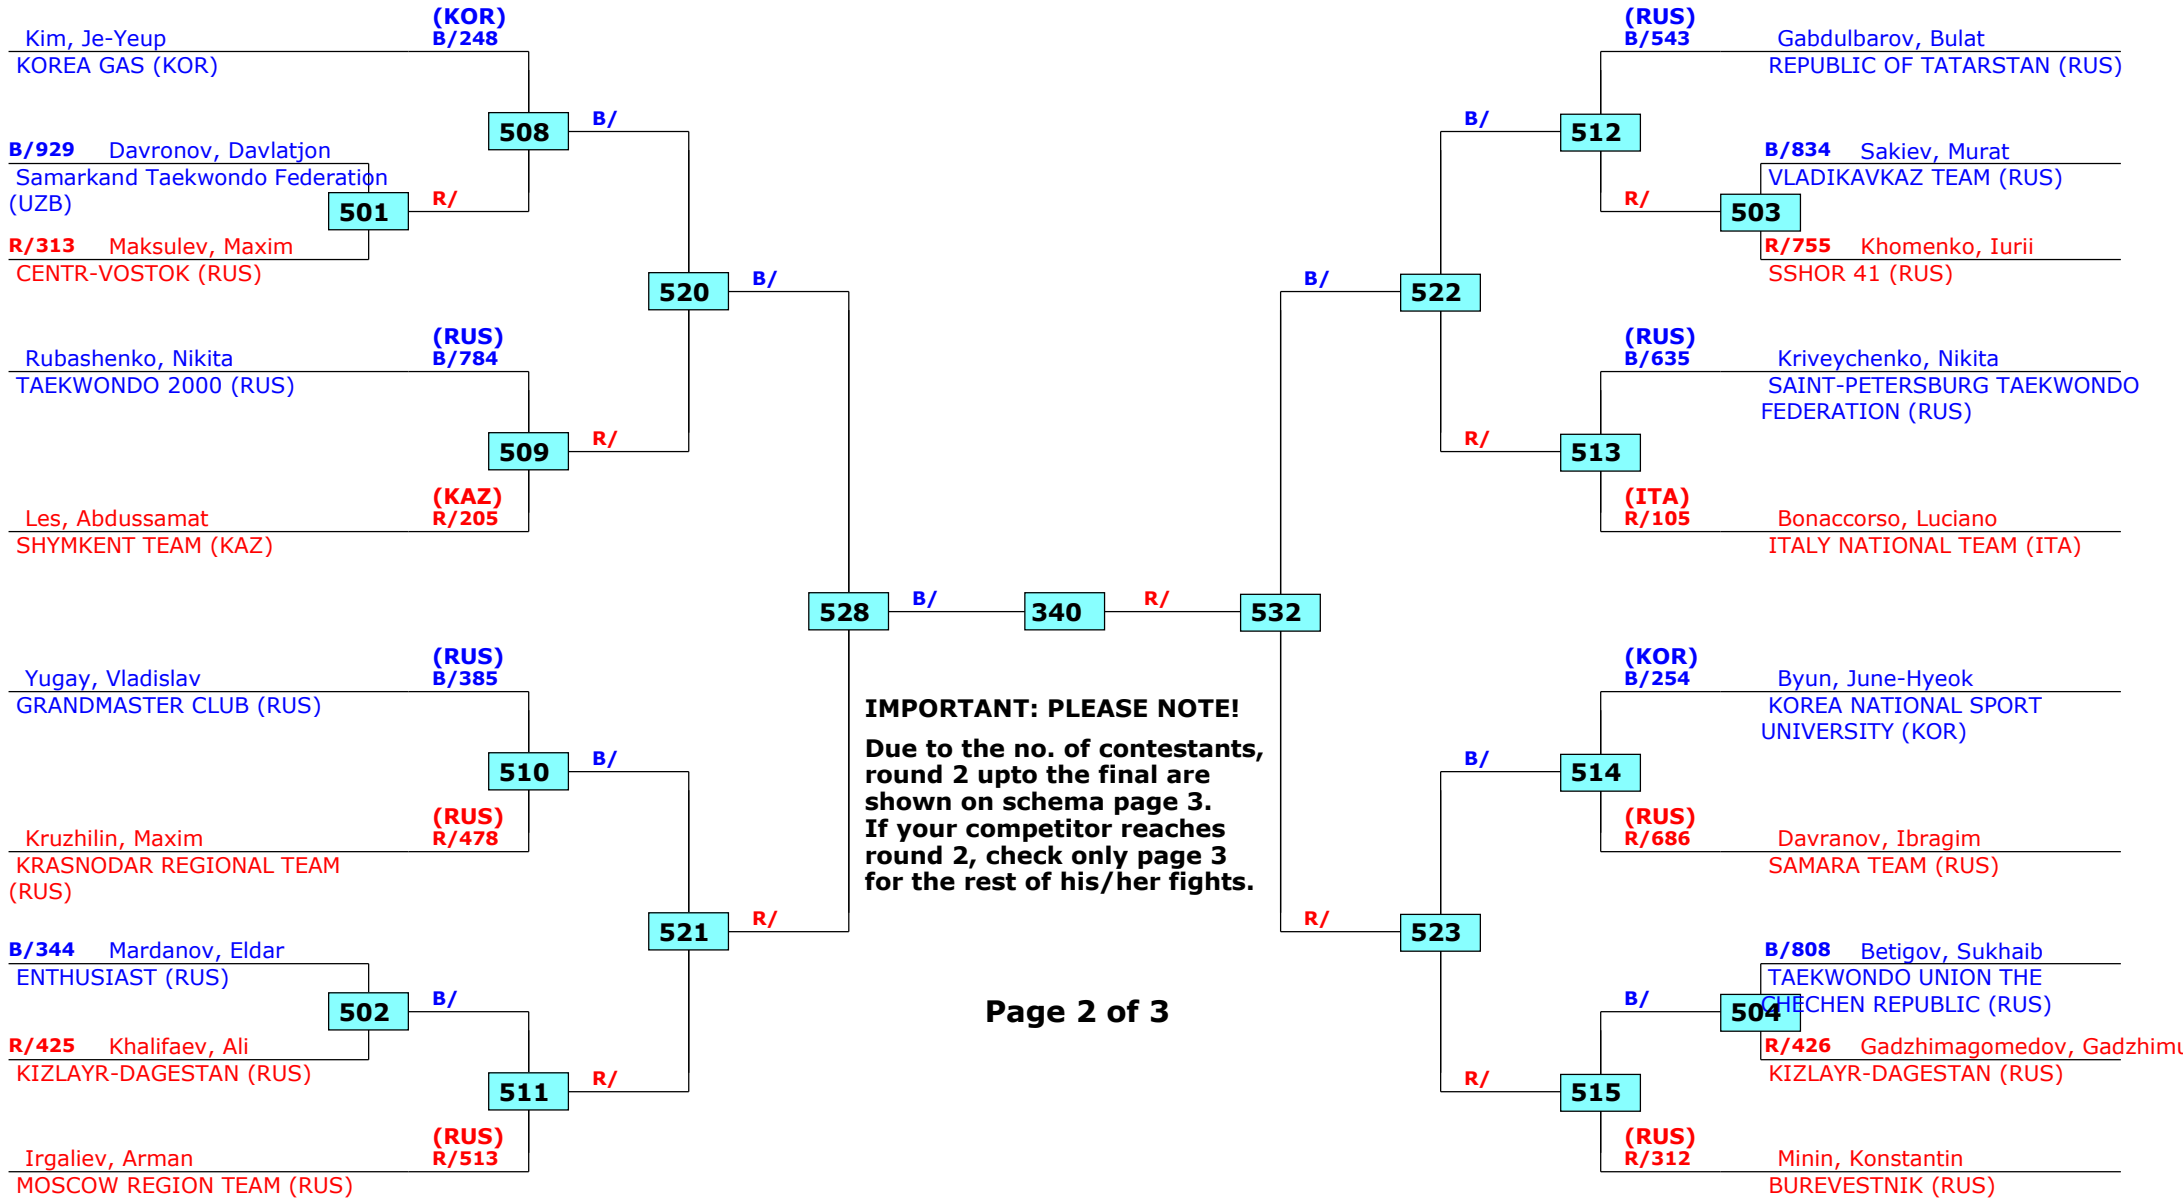 (KOR)
Kim, Je-Yeup B/248
KOREA GAS (KOR)
508 B/
B/929 Davronov, Davlatjon
Samarkand Taekwondo Federation
(UZB)
501 R/
R/313 Maksulev, Maxim
CENTR-VOSTOK (RUS)
520 B/
(RUS)
Rubashenko, Nikita B/784
TAEKWONDO 2000 (RUS)
509 R/
(KAZ)
Les, Abdussamat R/205
SHYMKENT TEAM (KAZ)
528 B/ 340 R/ 532
(RUS)
Yugay, Vladislav B/385
GRANDMASTER CLUB (RUS)
510 B/
(RUS)
Kruzhilin, Maxim R/478
KRASNODAR REGIONAL TEAM
(RUS)
521 R/
B/344 Mardanov, Eldar
ENTHUSIAST (RUS)
502 B/
R/425 Khalifaev, Ali
KIZLAYR-DAGESTAN (RUS)
511 R/
(RUS)
Irgaliev, Arman R/513
MOSCOW REGION TEAM (RUS)
IMPORTANT: PLEASE NOTE!
Due to the no. of contestants,
round 2 upto the final are
shown on schema page 3.
If your competitor reaches
round 2, check only page 3
for the rest of his/her fights.
Page 2 of 3
(RUS)
B/543 Gabdulbarov, Bulat
REPUBLIC OF TATARSTAN (RUS)
B/ 512
B/834 Sakiev, Murat
VLADIKAVKAZ TEAM (RUS)
R/ 503
R/755 Khomenko, Iurii
SSHOR 41 (RUS)
B/ 522
(RUS)
B/635 Kriveychenko, Nikita
SAINT-PETERSBURG TAEKWONDO
FEDERATION (RUS)
R/ 513
(ITA)
R/105 Bonaccorso, Luciano
ITALY NATIONAL TEAM (ITA)
(KOR)
B/254 Byun, June-Hyeok
KOREA NATIONAL SPORT
UNIVERSITY (KOR)
B/ 514
(RUS)
R/686 Davranov, Ibragim
SAMARA TEAM (RUS)
R/ 523
B/808 Betigov, Sukhaib
TAEKWONDO UNION THE
CHECHEN REPUBLIC (RUS)
B/ 504
R/426 Gadzhimagomedov, Gadzhimu
KIZLAYR-DAGESTAN (RUS)
R/ 515
(RUS)
R/312 Minin, Konstantin
BUREVESTNIK (RUS)